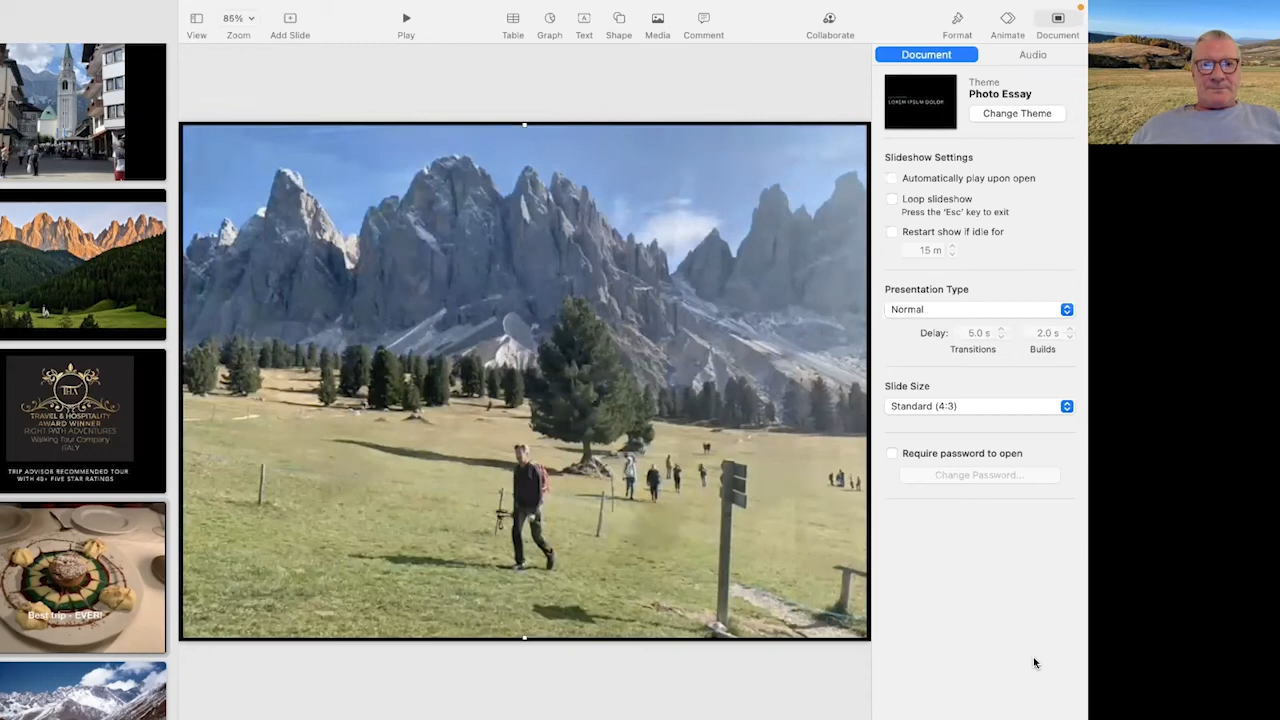 View
85%
Zoom
Add Slide
Play
Table
Graph
Text
Shape
Media
Comment
Collaborate
Format
Animate
Document
Document
Audio
LOREM IPSUM DOLOR
Theme
Photo Essay
Change Theme
Slideshow Settings
Automatically play upon open
Loop slideshow
Press the 'Esc' key to exit
Restart show if idle for
15 m
Presentation Type
Normal
Delay:
5.0 s
2.0 s
Transitions
Builds
Slide Size
Standard (4:3)
Require password to open
Change Password...
TRAVEL & HOSPITALITY
AWARD WINNER
RIGHT PATH ADVENTURES
Walking Tour Company
ITALY
TRIP ADVISOR RECOMMENDED TOUR
WITH 48+ FIVE STAR RATINGS
Best trip - EVER!